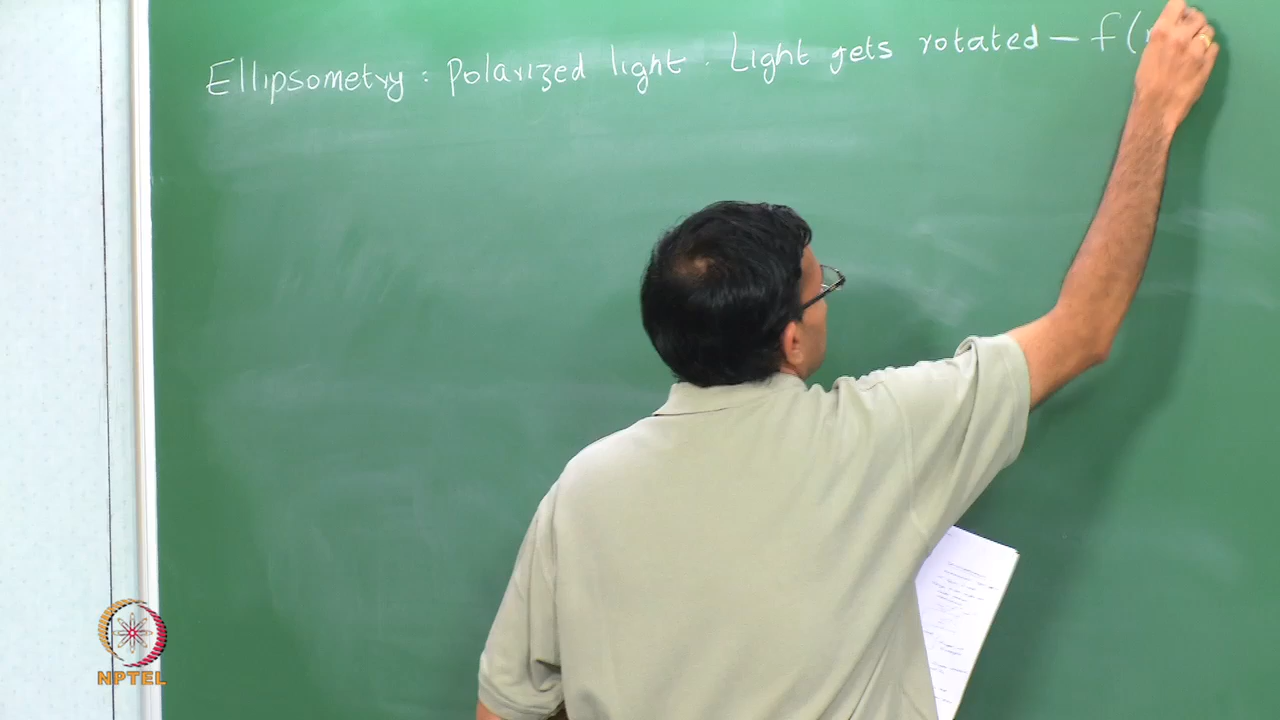 Ellipsometry : Polarized light . Light gets rotated — f(
NPTEL